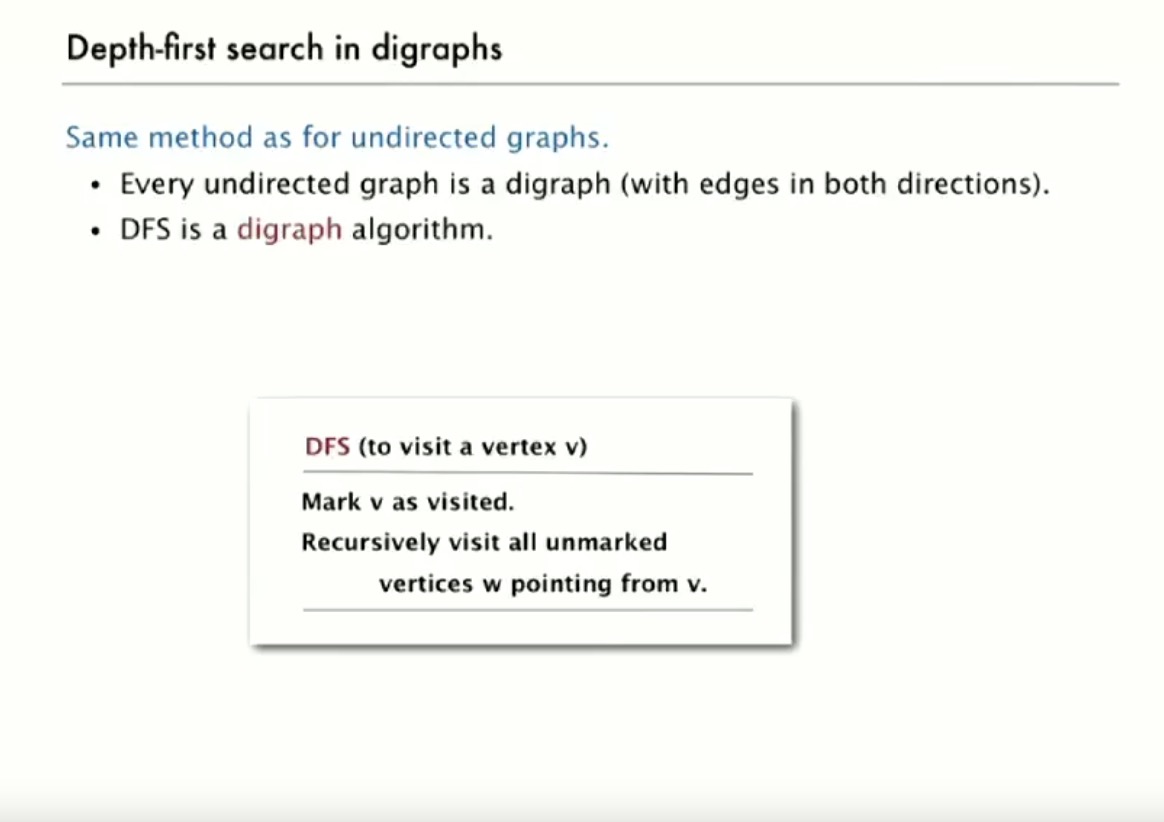 Depth-first search in digraphs
Same method as for undirected graphs.
• Every undirected graph is a digraph (with edges in both directions).
• DFS is a digraph algorithm.
DFS (to visit a vertex v)
Mark v as visited.
Recursively visit all unmarked
vertices w pointing from v.